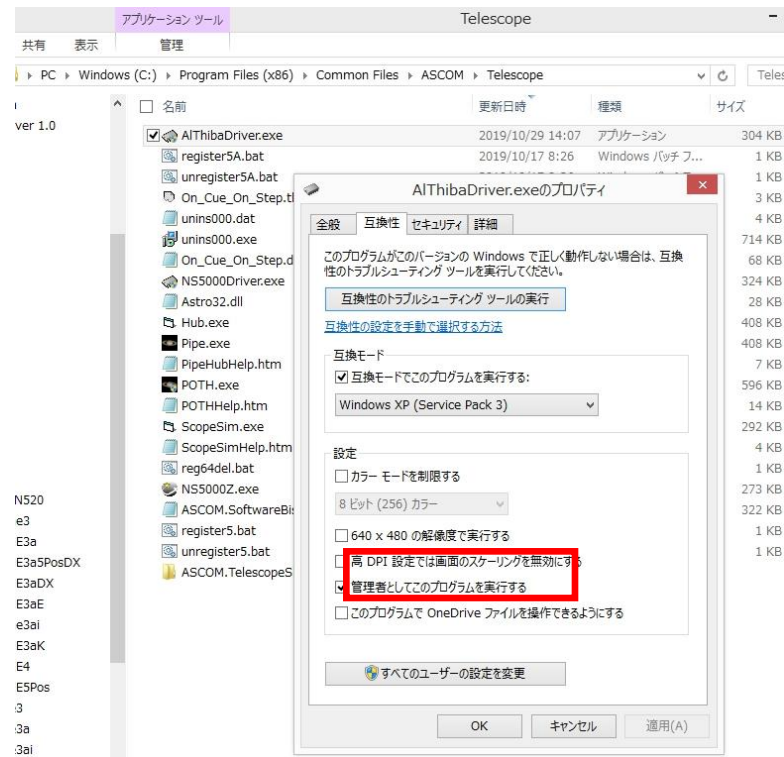 アプリケーション ツール
Telescope
共有 表示 管理
PC Windows (C:) Program Files (x86) Common Files ASCOM Telescope
名前 更新日時 種類 サイズ
ver 1.0
AlThibaDriver.exe 2019/10/29 14:07 アプリケーション 304 KB
register5A.bat 2019/10/17 8:26 Windows バッチ フ... 1 KB
unregister5A.bat 1 KB
On_Cue_On_Step.tl 3 KB
unins000.dat 4 KB
unins000.exe 714 KB
On_Cue_On_Step.d 68 KB
NS5000Driver.exe 324 KB
Astro32.dll 28 KB
Hub.exe 408 KB
Pipe.exe 408 KB
PipeHubHelp.htm 7 KB
POTH.exe 596 KB
POTHHelp.htm 14 KB
ScopeSim.exe 292 KB
ScopeSimHelp.htm 4 KB
reg64del.bat 1 KB
NS5000Z.exe 273 KB
ASCOM.SoftwareBi 322 KB
register5.bat 1 KB
unregister5.bat 1 KB
ASCOM.TelescopeS
N520
e3
E3a
E3a5PosDX
E3aDX
E3aE
e3ai
E3aK
E4
E5Pos
3
3a
3ai
AlThibaDriver.exeのプロパティ
全般 互換性 セキュリティ 詳細
このプログラムがこのバージョンの Windows で正しく動作しない場合は、互換
性のトラブルシューティング ツールを実行してください。
互換性のトラブルシューティング ツールの実行
互換性の設定を手動で選択する方法
互換モード
互換モードでこのプログラムを実行する:
Windows XP (Service Pack 3)
設定
カラー モードを制限する
8 ビット (256) カラー
640 x 480 の解像度で実行する
高 DPI 設定では画面のスケーリングを無効にする
管理者としてこのプログラムを実行する
このプログラムで OneDrive ファイルを操作できるようにする
すべてのユーザーの設定を変更
OK キャンセル 適用(A)